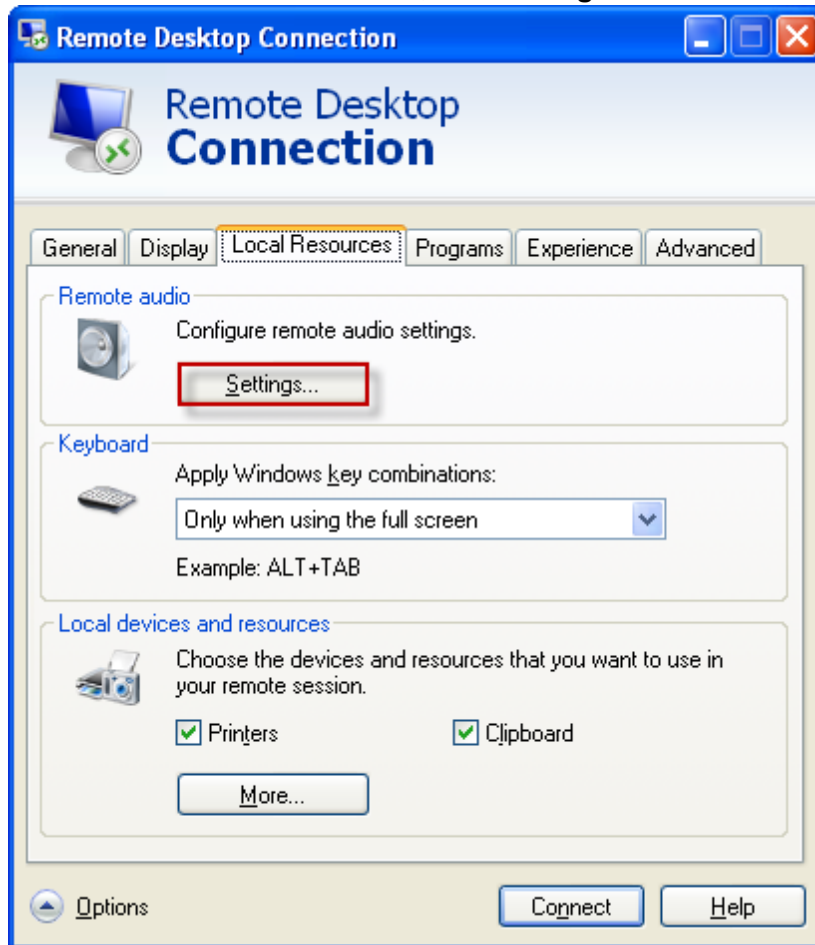 Remote Desktop Connection
Remote Desktop
Connection
General Display Local Resources Programs Experience Advanced
Remote audio
Configure remote audio settings.
Settings...
Keyboard
Apply Windows key combinations:
Only when using the full screen
Example: ALT+TAB
Local devices and resources
Choose the devices and resources that you want to use in
your remote session.
Printers Clipboard
More...
Options Connect Help